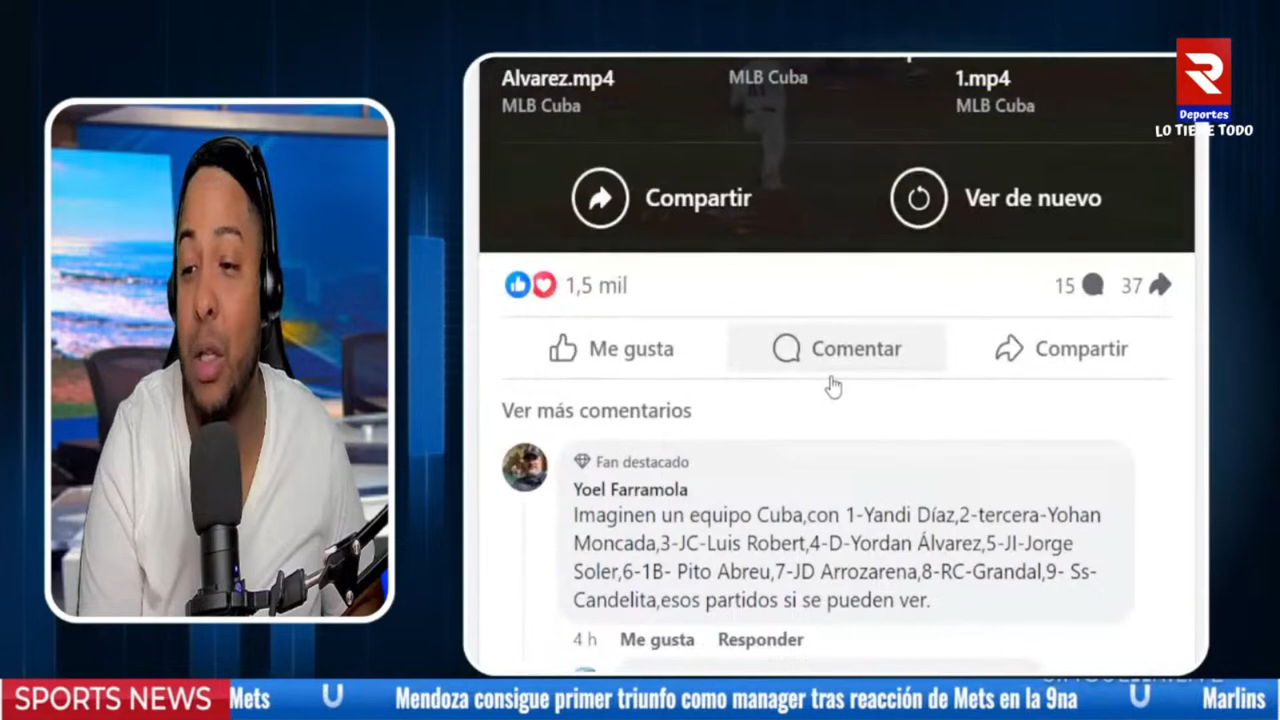 Alvarez.mp4
MLB Cuba
MLB Cuba
1.mp4
MLB Cuba
R
Deportes
LO TIENE TODO
Compartir
Ver de nuevo
1,5 mil
15
37
Me gusta
Comentar
Compartir
Ver más comentarios
Fan destacado
Yoel Farramola
Imaginen un equipo Cuba,con 1-Yandi Díaz,2-tercera-Yohan
Moncada,3-JC-Luis Robert,4-D-Yordan Álvarez,5-JI-Jorge
Soler,6-1B- Pito Abreu,7-JD Arrozarena,8-RC-Grandal,9- Ss-
Candelita,esos partidos si se pueden ver.
4 h
Me gusta
Responder
SPORTS NEWS
Mets
Mendoza consigue primer triunfo como manager tras reacción de Mets en la 9na
Marlins